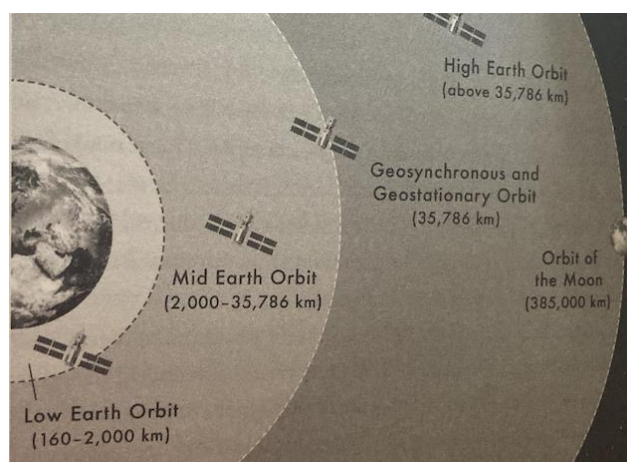 High Earth Orbit
(above 35,786 km)
Geosynchronous and
Geostationary Orbit
(35,786 km)
Orbit of
the Moon
(385,000 km)
Mid Earth Orbit
(2,000–35,786 km)
Low Earth Orbit
(160–2,000 km)